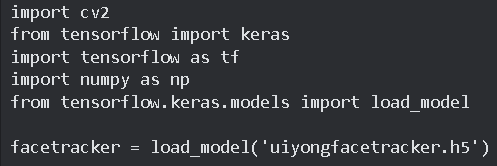 import cv2
from tensorflow import keras
import tensorflow as tf
import numpy as np
from tensorflow.keras.models import load_model
facetracker = load_model('uiyongfacetracker.h5')